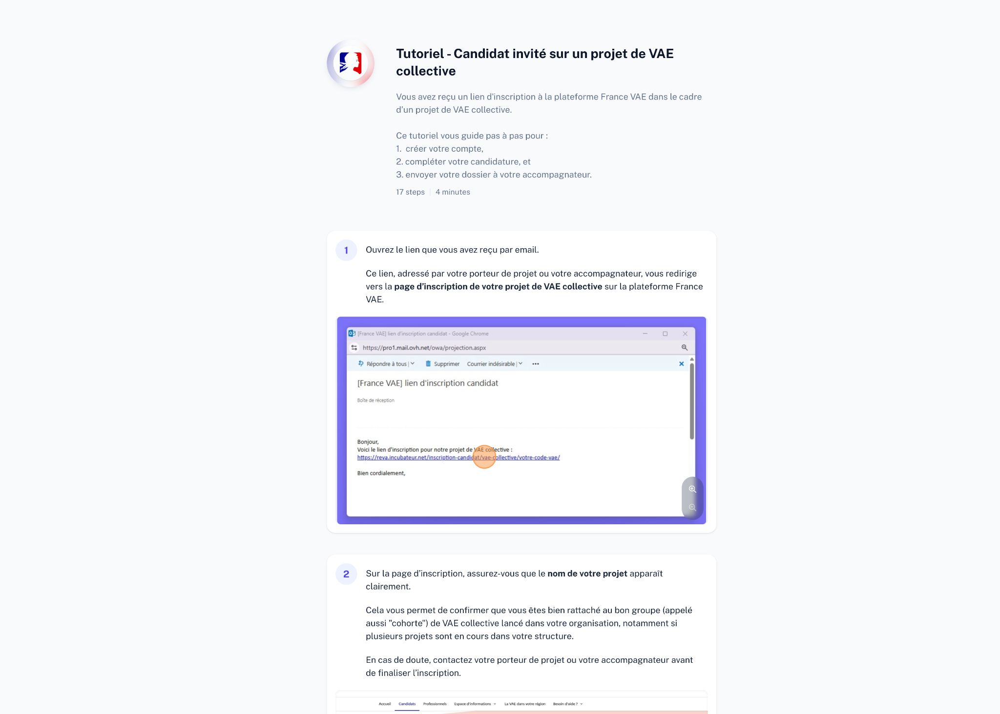 Tutoriel - Candidat invité sur un projet de VAE
collective
Vous avez reçu un lien d'inscription à la plateforme France VAE dans le cadre
d’un projet de VAE collective.
Ce tutoriel vous guide pas à pas pour :
1.  créer votre compte,
2. compléter votre candidature, et
3. envoyer votre dossier à votre accompagnateur.
17 steps | 4 minutes
1
Ouvrez le lien que vous avez reçu par email.
Ce lien, adressé par votre porteur de projet ou votre accompagnateur, vous redirige
vers la page d’inscription de votre projet de VAE collective sur la plateforme France
VAE.
[France VAE] lien d'inscription candidat - Google Chrome
https://pro1.mail.ovh.net/owa/projection.aspx
Répondre à tous | Supprimer Courrier indésirable | •••
[France VAE] lien d'inscription candidat
Boîte de réception
Bonjour,
Voici le lien d'inscription pour notre projet de VAE collective :
https://reva.incubateur.net/inscription-candidat/vae-collective/votre-code-vae/
Bien cordialement,
2
Sur la page d’inscription, assurez-vous que le nom de votre projet apparaît
clairement.
Cela vous permet de confirmer que vous êtes bien rattaché au bon groupe (appelé
aussi "cohorte") de VAE collective lancé dans votre organisation, notamment si
plusieurs projets sont en cours dans votre structure.
En cas de doute, contactez votre porteur de projet ou votre accompagnateur avant
de finaliser l’inscription.
Accueil Candidats Professionnels Espace d'informations La VAE dans votre région Besoin d'aide ?